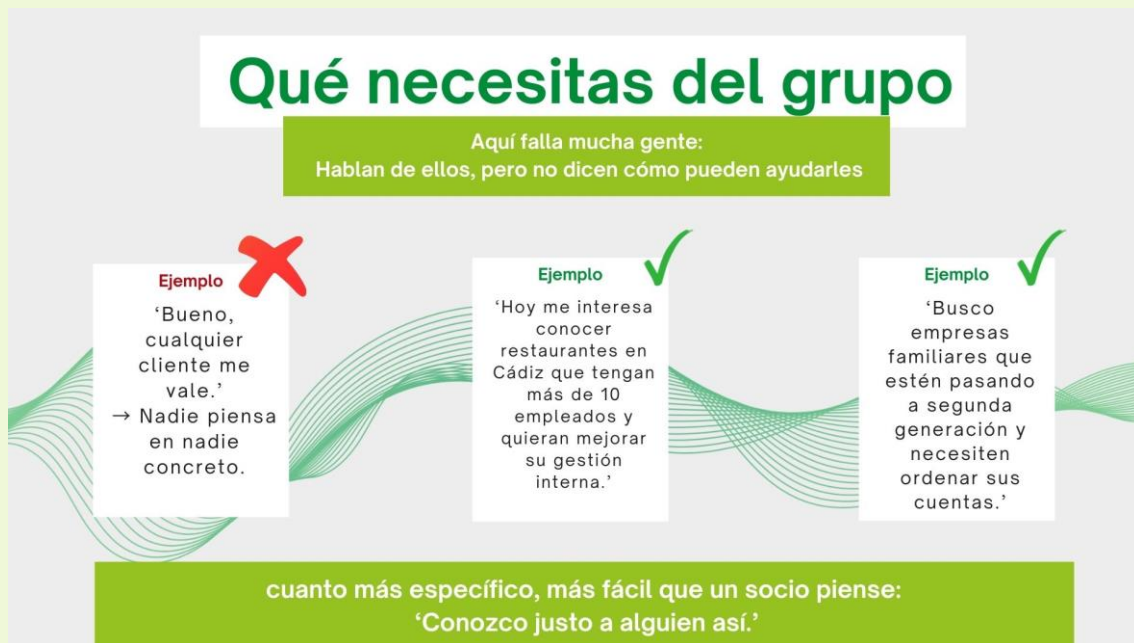 Qué necesitas del grupo
Aquí falla mucha gente:
Hablan de ellos, pero no dicen cómo pueden ayudarles
Ejemplo
‘Bueno,
cualquier
cliente me
vale.’
→ Nadie piensa
en nadie
concreto.
Ejemplo
‘Hoy me interesa
conocer
restaurantes en
Cádiz que tengan
más de 10
empleados y
quieran mejorar
su gestión
interna.’
Ejemplo
‘Busco
empresas
familiares que
estén pasando
a segunda
generación y
necesiten
ordenar sus
cuentas.’
cuanto más específico, más fácil que un socio piense:
‘Conozco justo a alguien así.’